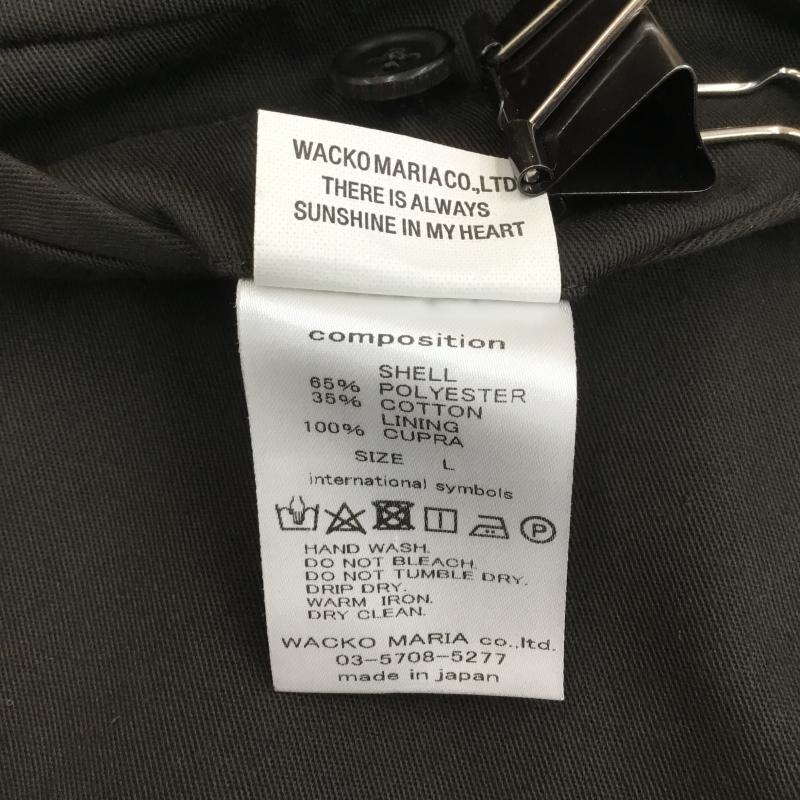 WACKO MARIA CO.,LTD
THERE IS ALWAYS
SUNSHINE IN MY HEART
composition
SHELL
65% POLYESTER
35% COTTON
LINING
100% CUPRA
SIZE L
international symbols
P
HAND WASH.
DO NOT BLEACH.
DO NOT TUMBLE DRY.
DRIP DRY.
WARM IRON.
DRY CLEAN.
WACKO MARIA co.,ltd.
03-5708-5277
made in japan